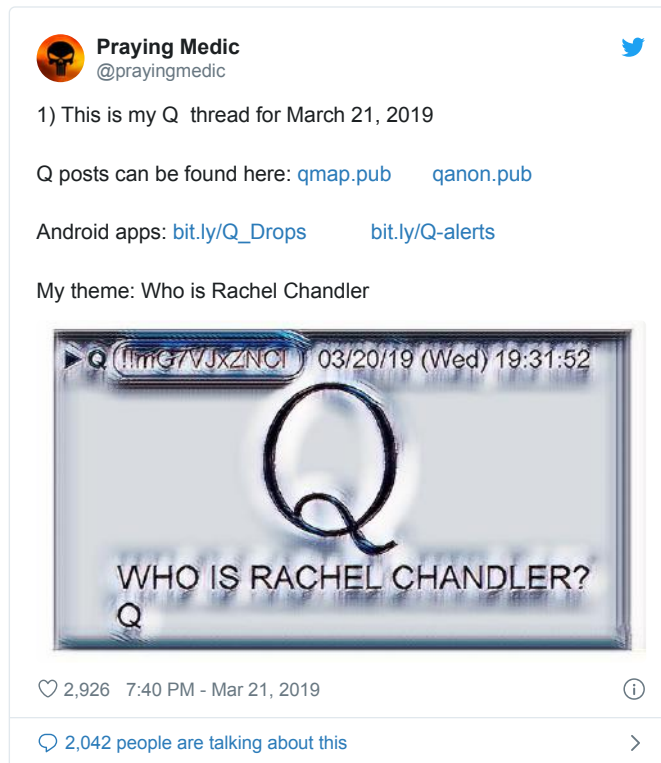 Praying Medic
@prayingmedic
1) This is my Q thread for March 21, 2019
Q posts can be found here: qmap.pub qanon.pub
Android apps: bit.ly/Q_Drops bit.ly/Q-alerts
My theme: Who is Rachel Chandler
Q (!!mG7VJxZNCI) 03/20/19 (Wed) 19:31:52
Q
WHO IS RACHEL CHANDLER?
Q
2,926 7:40 PM - Mar 21, 2019
2,042 people are talking about this